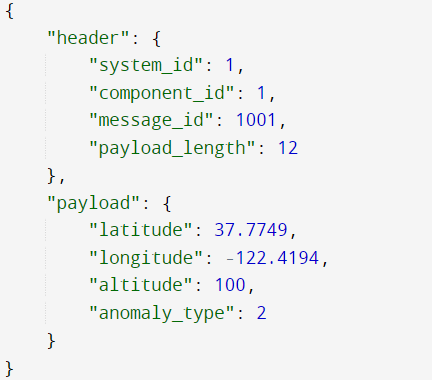 {
    "header": {
        "system_id": 1,
        "component_id": 1,
        "message_id": 1001,
        "payload_length": 12
    },
    "payload": {
        "latitude": 37.7749,
        "longitude": -122.4194,
        "altitude": 100,
        "anomaly_type": 2
    }
}